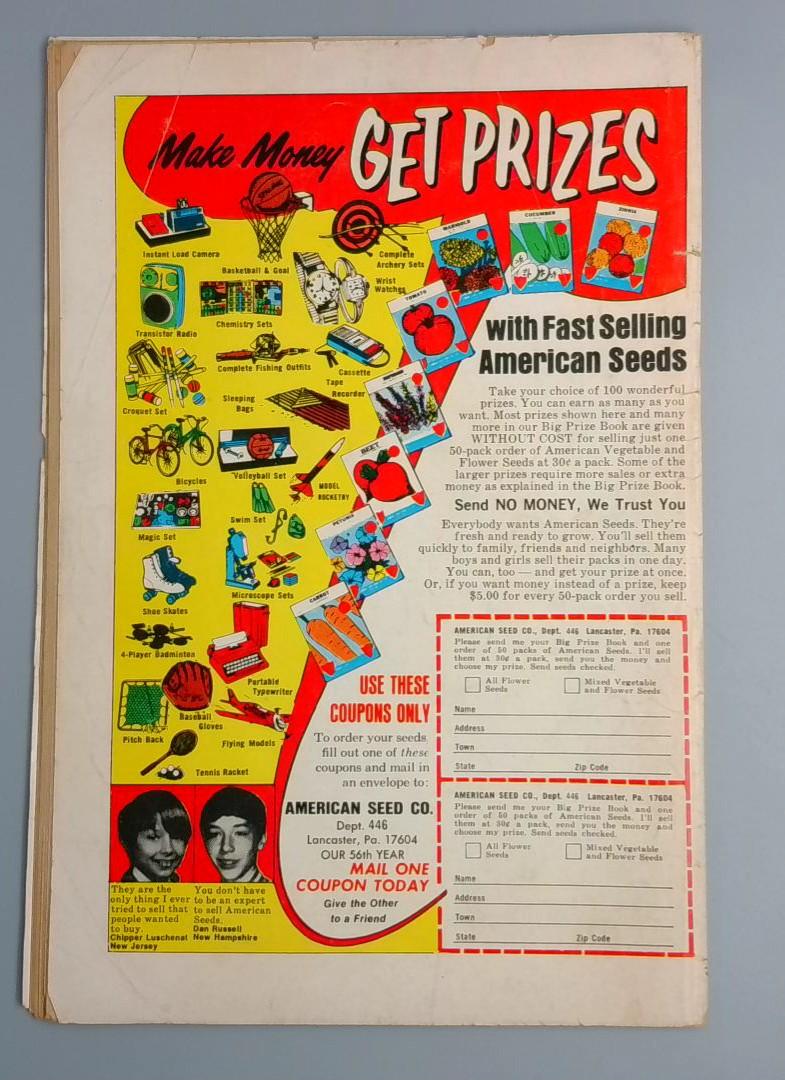 Make Money GET PRIZES
Instant Load Camera
Basketball & Goal
Complete
Archery Sets
MARIGOLD
CUCUMBER
ZINNIA
Transistor Radio
Chemistry Sets
Wrist
Watches
TOMATO
with Fast Selling
American Seeds
Croquet Set
Complete Fishing Outfits
Cassette
Tape
Recorder
Sleeping
Bags
Bicycles
Volleyball Set
MODEL
ROCKETRY
BEET
Magic Set
Swim Set
PETUNIA
Shoe Skates
Microscope Sets
CARROT
4-Player Badminton
Portable
Typewriter
Pitch Back
Baseball
Gloves
Flying Models
Tennis Racket
Take your choice of 100 wonderful
prizes. You can earn as many as you
want. Most prizes shown here and many
more in our Big Prize Book are given
WITHOUT COST for selling just one
50-pack order of American Vegetable and
Flower Seeds at 30¢ a pack. Some of the
larger prizes require more sales or extra
money as explained in the Big Prize Book.
Send NO MONEY, We Trust You
Everybody wants American Seeds. They're
fresh and ready to grow. You'll sell them
quickly to family, friends and neighbors. Many
boys and girls sell their packs in one day.
You can, too — and get your prize at once.
Or, if you want money instead of a prize, keep
$5.00 for every 50-pack order you sell.
USE THESE
COUPONS ONLY
To order your seeds,
fill out one of these
coupons and mail in
an envelope to:
AMERICAN SEED CO.
Dept. 446
Lancaster, Pa. 17604
OUR 56th YEAR
MAIL ONE
COUPON TODAY
Give the Other
to a Friend
AMERICAN SEED CO., Dept. 446 Lancaster, Pa. 17604
Please send me your Big Prize Book and one
order of 50 packs of American Seeds. I'll sell
them at 30¢ a pack, send you the money and
choose my prize. Send seeds checked.
All Flower
Seeds
Mixed Vegetable
and Flower Seeds
Name
Address
Town
State Zip Code
AMERICAN SEED CO., Dept. 446 Lancaster, Pa. 17604
Please send me your Big Prize Book and one
order of 50 packs of American Seeds. I'll sell
them at 30¢ a pack, send you the money and
choose my prize. Send seeds checked.
All Flower
Seeds
Mixed Vegetable
and Flower Seeds
Name
Address
Town
State Zip Code
They are the
only thing I ever
tried to sell that
people wanted
to buy.
Chipper Luschenat
New Jersey
You don't have
to be an expert
to sell American
Seeds.
Dan Russell
New Hampshire